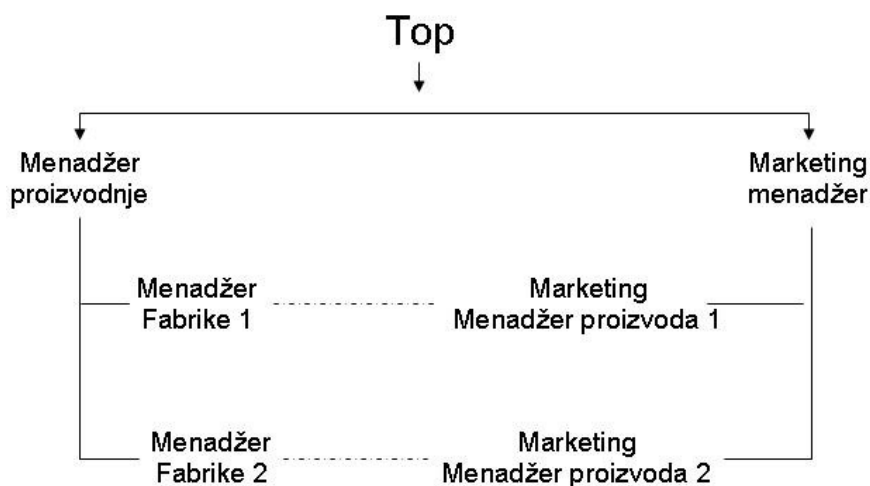 Top
Menadžer
proizvodnje
Marketing
menadžer
Menadžer
Fabrike 1
Marketing
Menadžer proizvoda 1
Menadžer
Fabrike 2
Marketing
Menadžer proizvoda 2